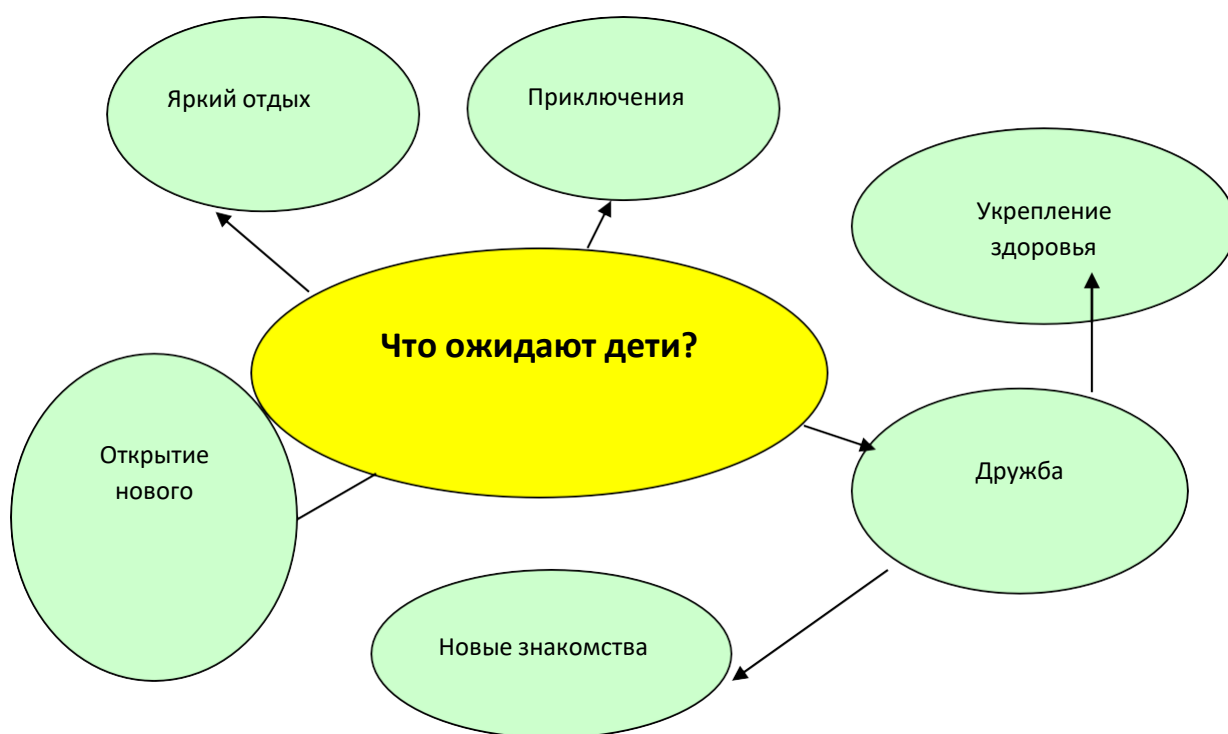 Яркий отдых
Приключения
Укрепление
здоровья
Что ожидают дети?
Открытие
нового
Дружба
Новые знакомства